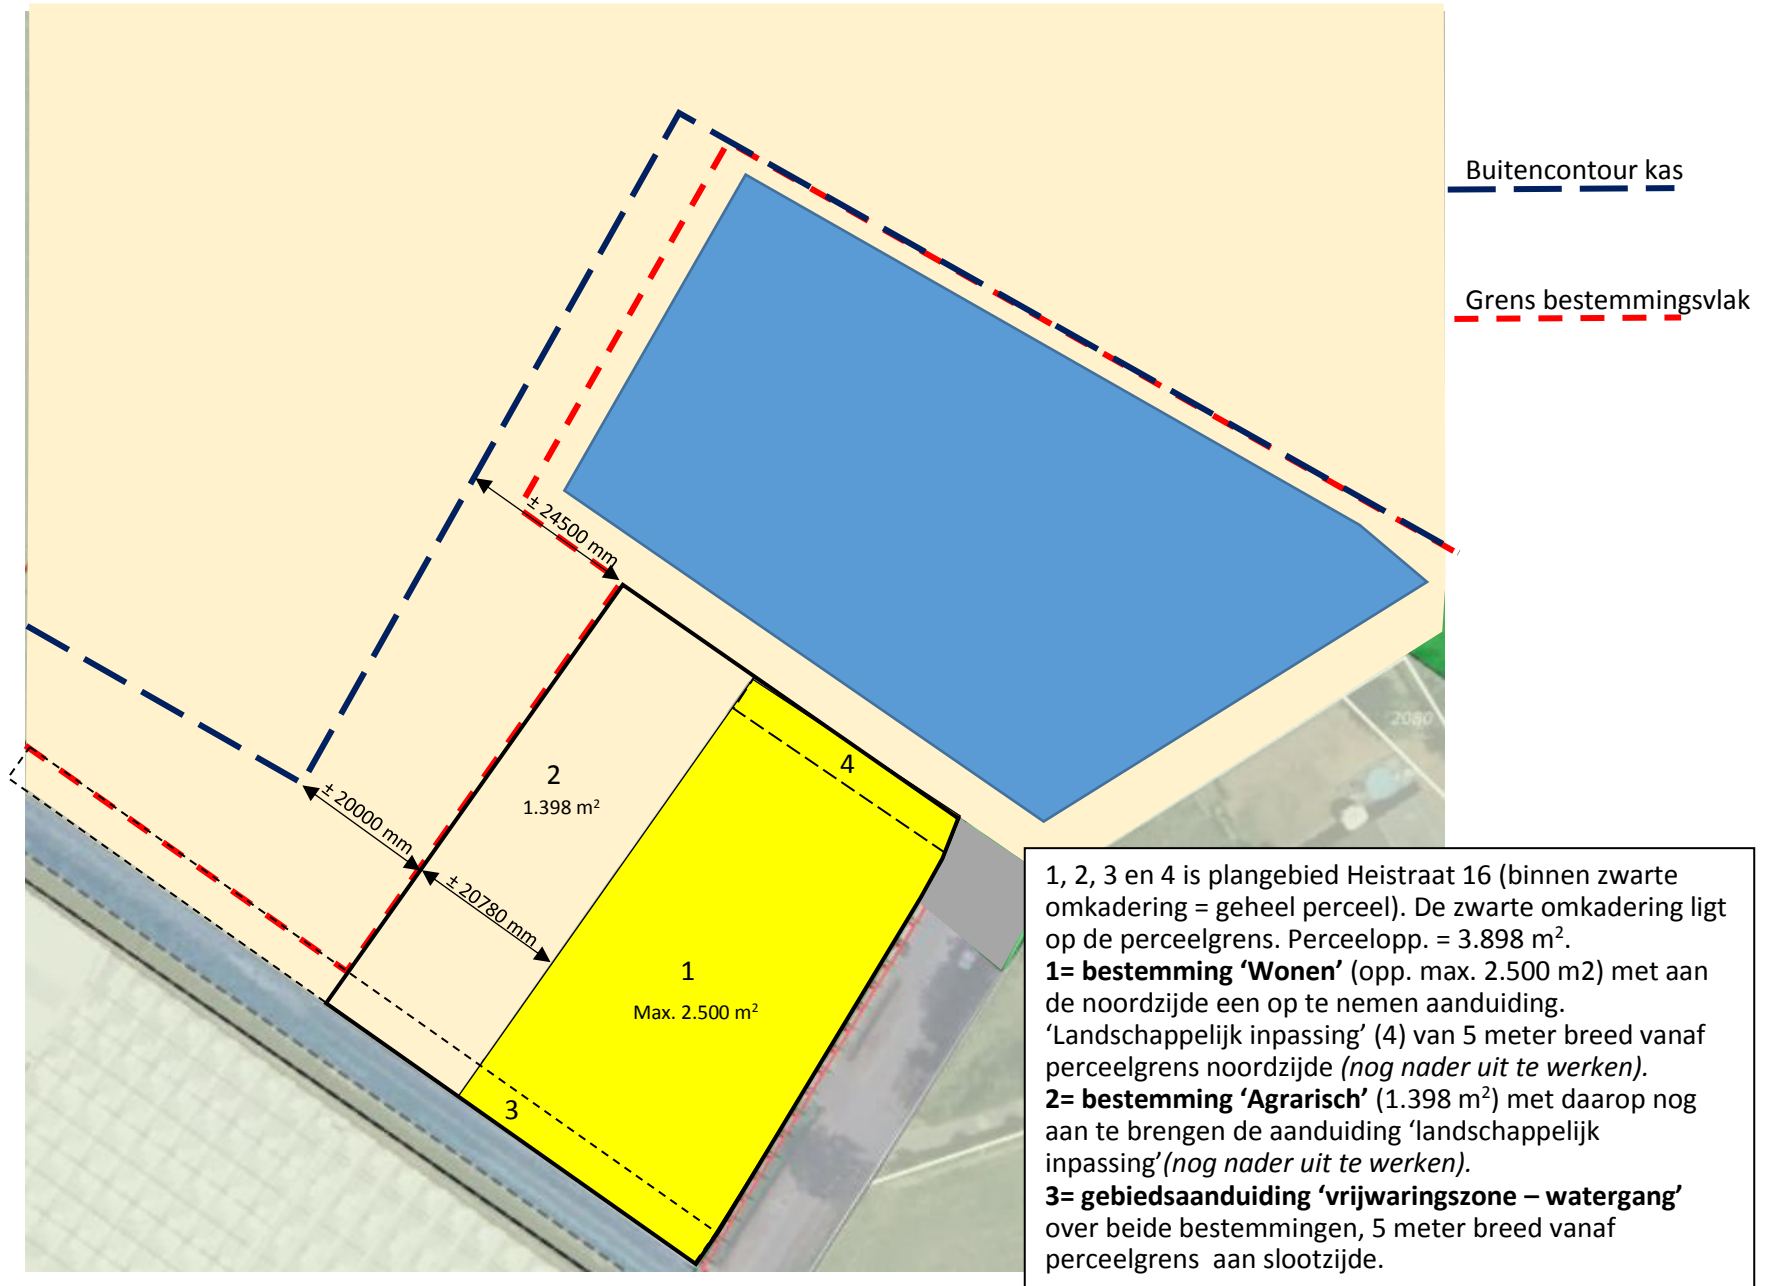 Buitencontour kas
Grens bestemmingsvlak
± 24500 mm
2080
4
2
1.398 m²
± 20000 mm
± 20780 mm
1
Max. 2.500 m²
3
1, 2, 3 en 4 is plangebied Heistraat 16 (binnen zwarte
omkadering = geheel perceel). De zwarte omkadering ligt
op de perceelgrens. Perceelopp. = 3.898 m².
1= bestemming ‘Wonen’ (opp. max. 2.500 m2) met aan
de noordzijde een op te nemen aanduiding.
‘Landschappelijk inpassing’ (4) van 5 meter breed vanaf
perceelgrens noordzijde (nog nader uit te werken).
2= bestemming ‘Agrarisch’ (1.398 m²) met daarop nog
aan te brengen de aanduiding ‘landschappelijk
inpassing’(nog nader uit te werken).
3= gebiedsaanduiding ‘vrijwaringszone – watergang’
over beide bestemmingen, 5 meter breed vanaf
perceelgrens aan slootzijde.